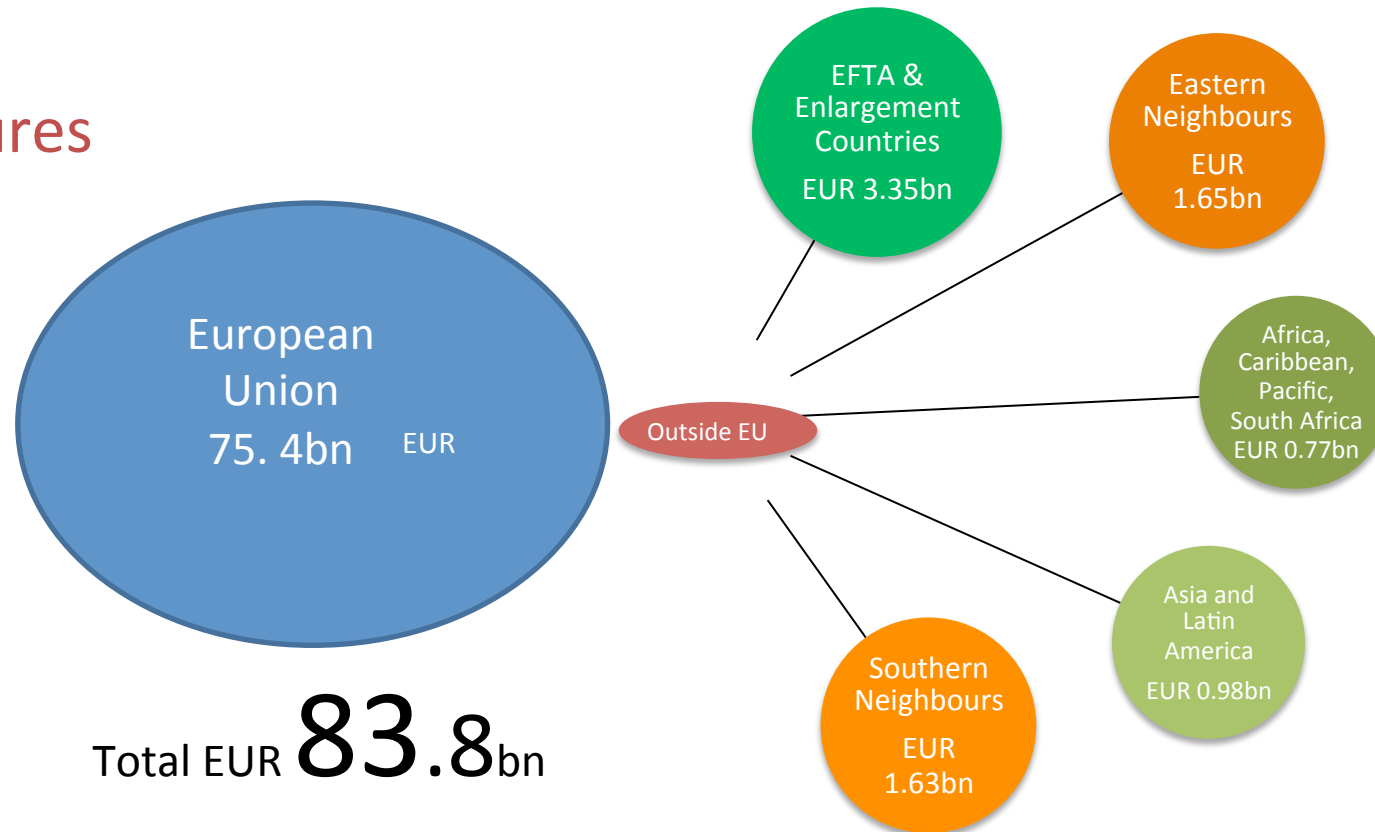 ures
European
Union
75. 4bn EUR
Total EUR 83.8bn
Outside EU
EFTA &
Enlargement
Countries
EUR 3.35bn
Eastern
Neighbours
EUR
1.65bn
Africa,
Caribbean,
Pacific,
South Africa
EUR 0.77bn
Asia and
Latin
America
EUR 0.98bn
Southern
Neighbours
EUR
1.63bn